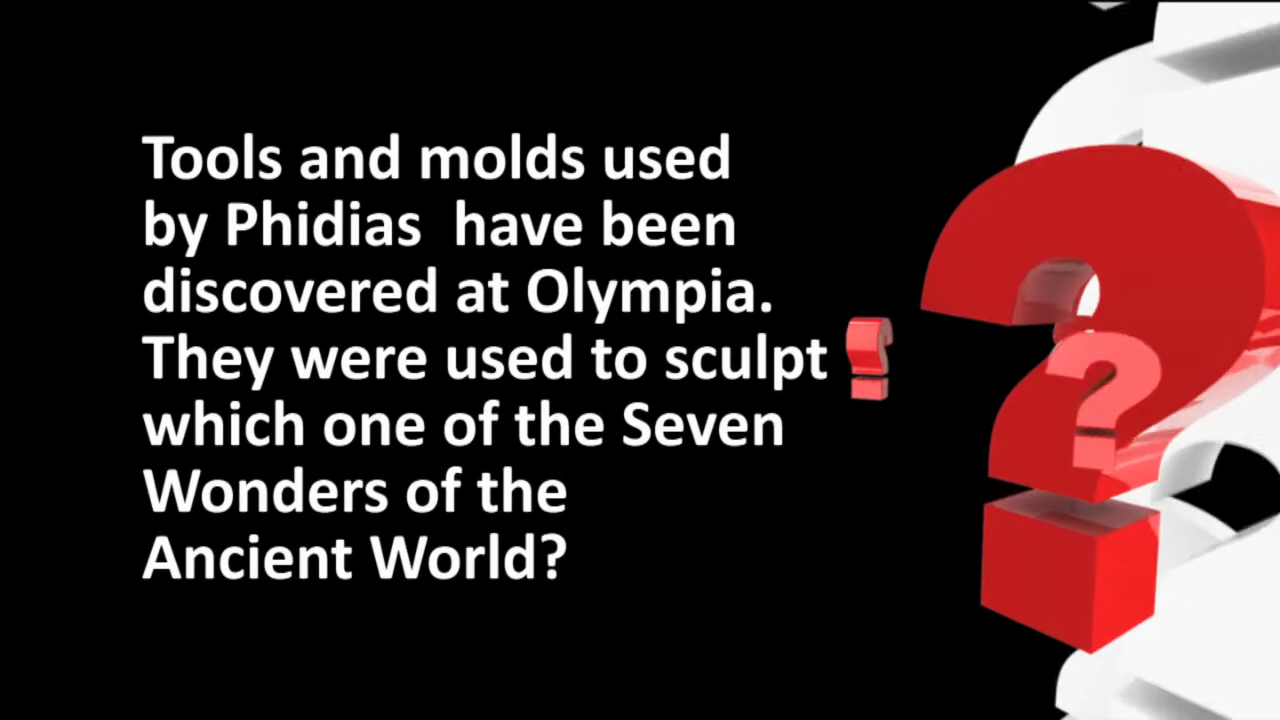 Tools and molds used
by Phidias  have been
discovered at Olympia.
They were used to sculpt
which one of the Seven
Wonders of the
Ancient World?